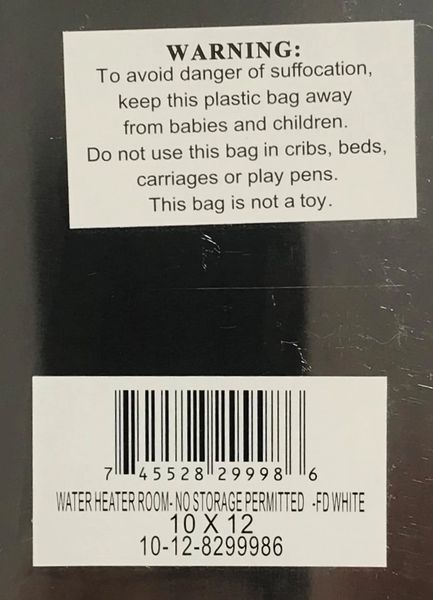 WARNING:
To avoid danger of suffocation,
keep this plastic bag away
from babies and children.
Do not use this bag in cribs, beds,
carriages or play pens.
This bag is not a toy.
7 45528 29998 6
WATER HEATER ROOM- NO STORAGE PERMITTED -FD WHITE
10 X 12
10-12-8299986